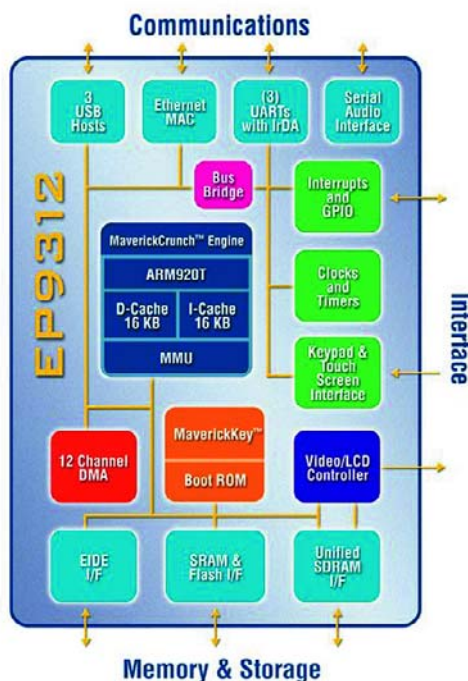 Communications
3
USB
Hosts
Ethernet
MAC
(3)
UARTs
with IrDA
Serial
Audio
Interface
EP9312
Bus
Bridge
Interrupts
and
GPIO
MaverickCrunch™ Engine
ARM920T
D-Cache
16 KB
I-Cache
16 KB
MMU
Clocks
and
Timers
Interface
Keypad &
Touch
Screen
Interface
12 Channel
DMA
MaverickKey™
Boot ROM
Video/LCD
Controller
EIDE
I/F
SRAM &
Flash I/F
Unified
SDRAM
I/F
Memory & Storage